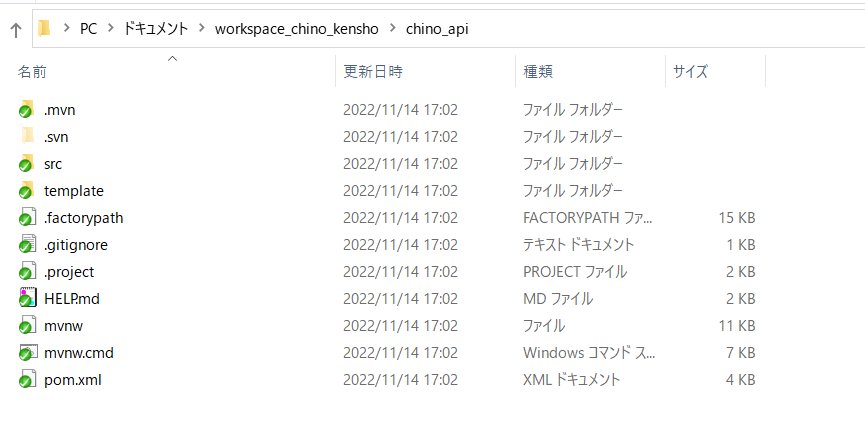 PC > ドキュメント > workspace_chino_kensho > chino_api
名前 更新日時 種類 サイズ
.mvn 2022/11/14 17:02 ファイル フォルダー
.svn 2022/11/14 17:02 ファイル フォルダー
src 2022/11/14 17:02 ファイル フォルダー
template 2022/11/14 17:02 ファイル フォルダー
.factorypath 2022/11/14 17:02 FACTORYPATH ファ... 15 KB
.gitignore 2022/11/14 17:02 テキスト ドキュメント 1 KB
.project 2022/11/14 17:02 PROJECT ファイル 2 KB
HELP.md 2022/11/14 17:02 MD ファイル 2 KB
mvnw 2022/11/14 17:02 ファイル 11 KB
mvnw.cmd 2022/11/14 17:02 Windows コマンド ス... 7 KB
pom.xml 2022/11/14 17:02 XML ドキュメント 4 KB